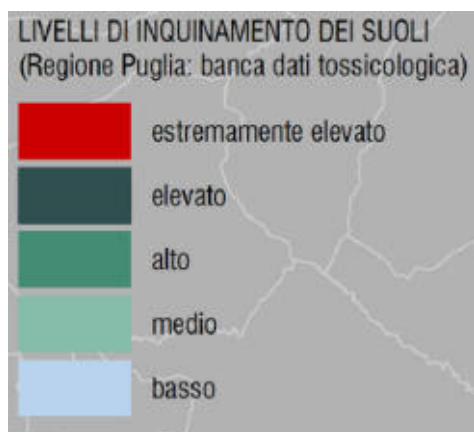 LIVELLI DI INQUINAMENTO DEI SUOLI
(Regione Puglia: banca dati tossicologica)
estremamente elevato
elevato
alto
medio
basso